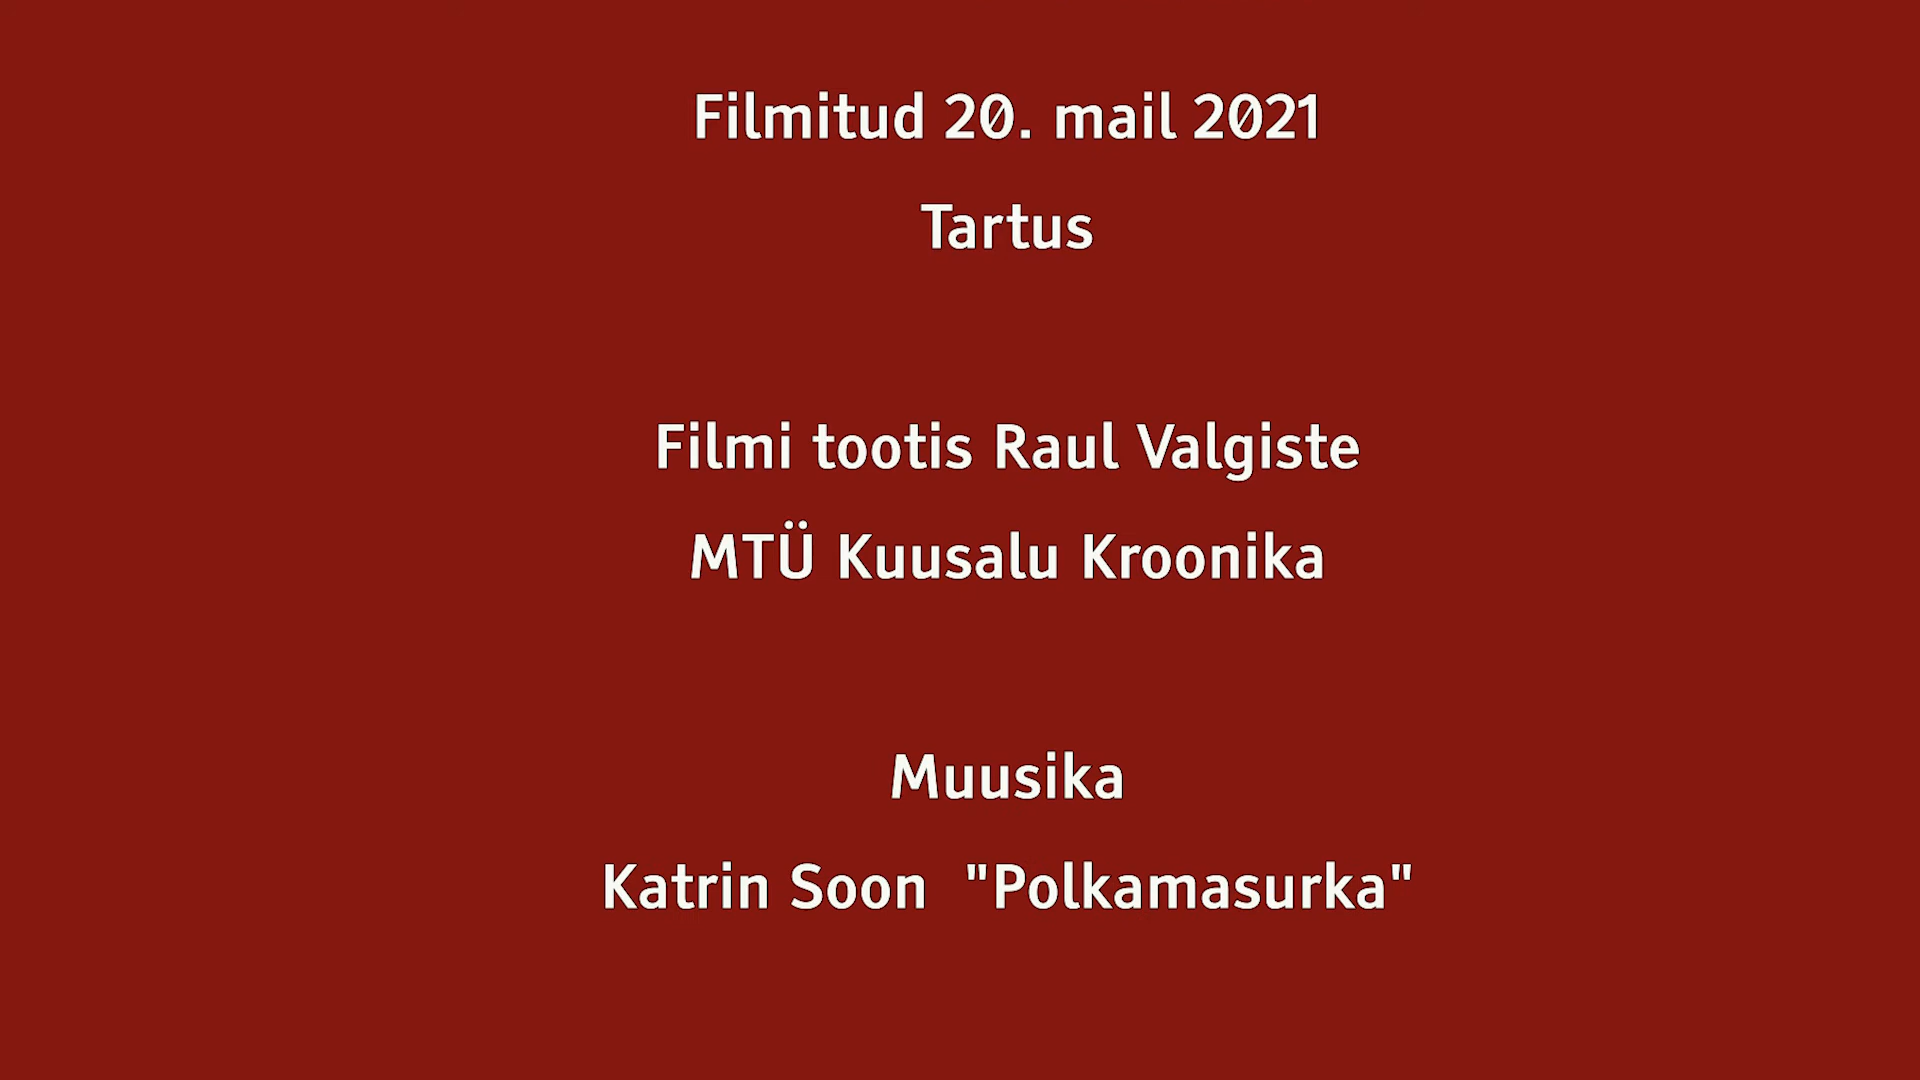 Filmitud 20. mail 2021
Tartus
Filmi tootis Raul Valgiste
MTÜ Kuusalu Kroonika
Muusika
Katrin Soon  "Polkamasurka"